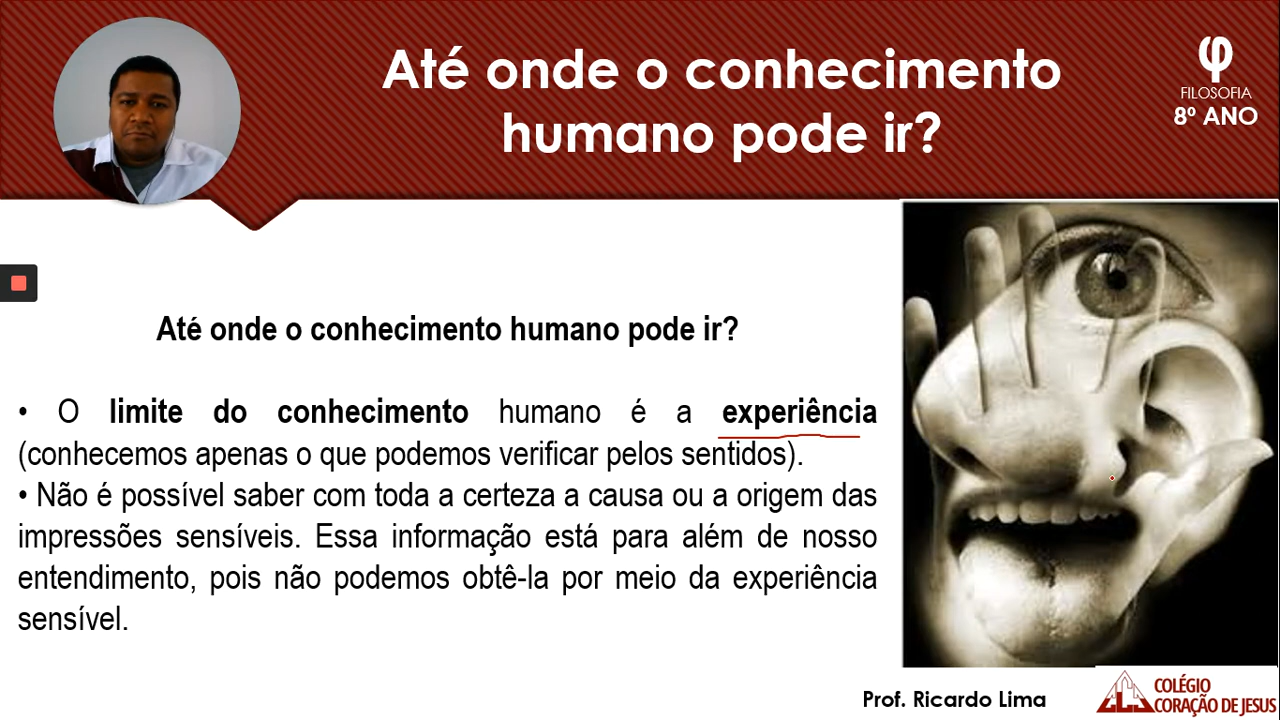 Até onde o conhecimento
humano pode ir?
φ
FILOSOFIA
8º ANO
Até onde o conhecimento humano pode ir?
• O limite do conhecimento humano é a experiência
(conhecemos apenas o que podemos verificar pelos sentidos).
• Não é possível saber com toda a certeza a causa ou a origem das
impressões sensíveis. Essa informação está para além de nosso
entendimento, pois não podemos obtê-la por meio da experiência
sensível.
Prof. Ricardo Lima
COLÉGIO
CORAÇÃO DE JESUS